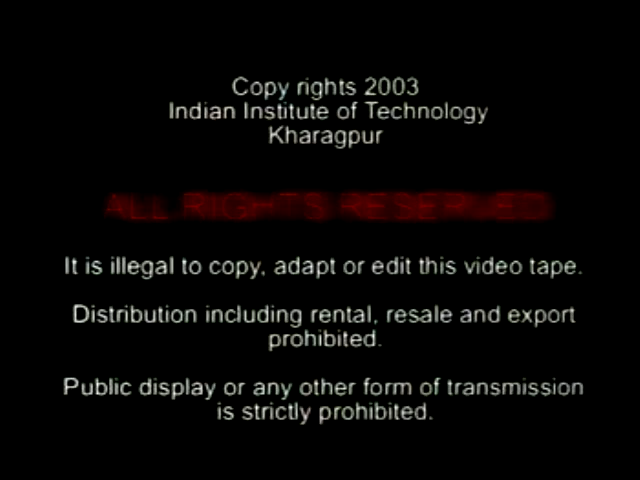 Copy rights 2003
Indian Institute of Technology
Kharagpur
ALL RIGHTS RESERVED
It is illegal to copy, adapt or edit this video tape.
Distribution including rental, resale and export
prohibited.
Public display or any other form of transmission
is strictly prohibited.